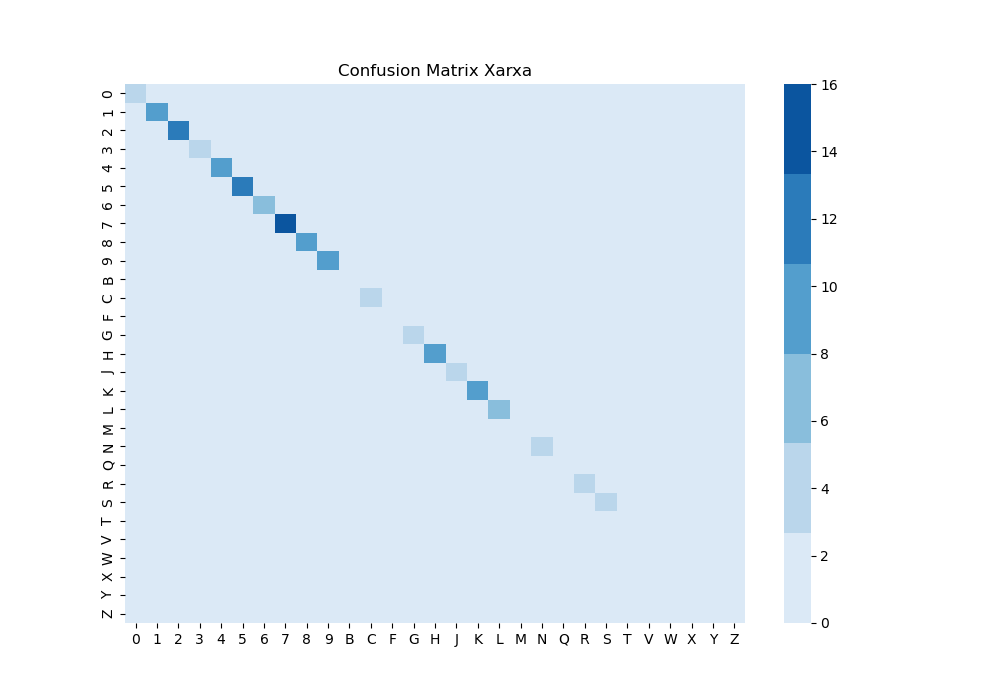 Confusion Matrix Xarxa
0
1
2
3
4
5
6
7
8
9
B
C
F
G
H
J
K
L
M
N
Q
R
S
T
V
W
X
Y
Z
0 1 2 3 4 5 6 7 8 9 B C F G H J K L M N Q R S T V W X Y Z
16
14
12
10
8
6
4
2
0